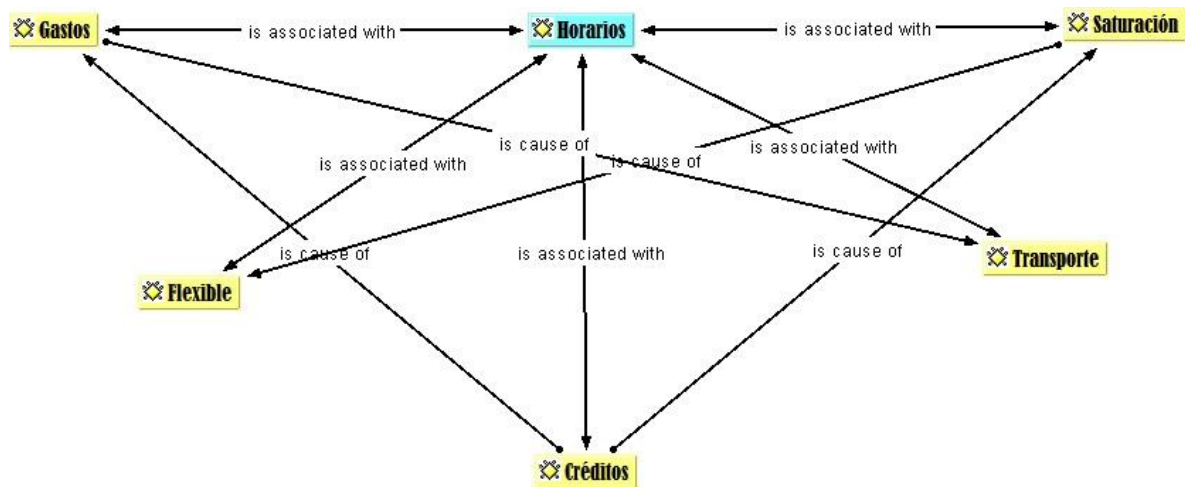 Gastos
is associated with
Horarios
is associated with
Saturación
is cause of
is associated with
is cause of
is associated with
is cause of
is associated with
is cause of
Transporte
Flexible
Créditos